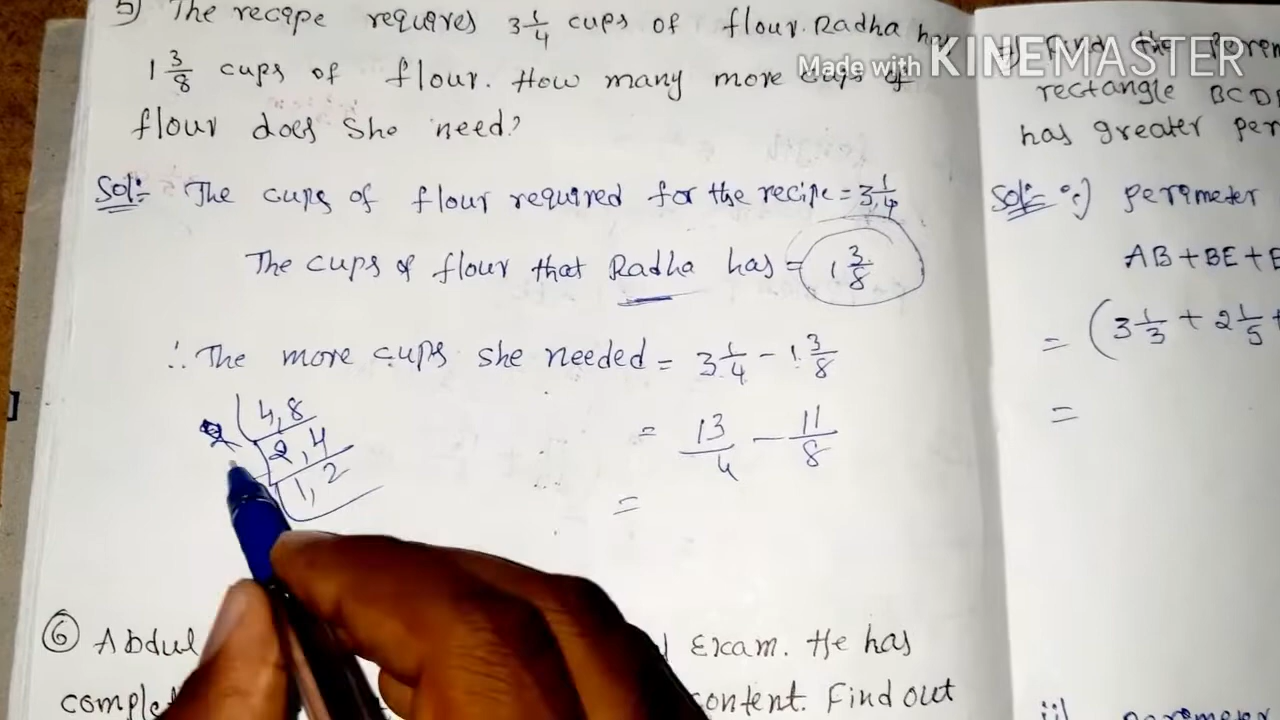 5) The recipe requires 3 1/4 cups of flour. Radha has
1 3/8 cups of flour. How many more cups of
flour does she need?
Made with KINEMASTER
Sol:- The cups of flour required for the recipe = 3 1/4
The cups of flour that Radha has = 1 3/8
∴ The more cups she needed = 3 1/4 - 1 3/8
4, 8
2, 4
1, 2
= 13/4 - 11/8
=
6 Abdul Exam. He has
content. Find out
Find the
rectangle
has greater
Sol:- i) perimeter
AB + BE +
= (3 1/3 + 2 1/5 +
=
ii) perimeter